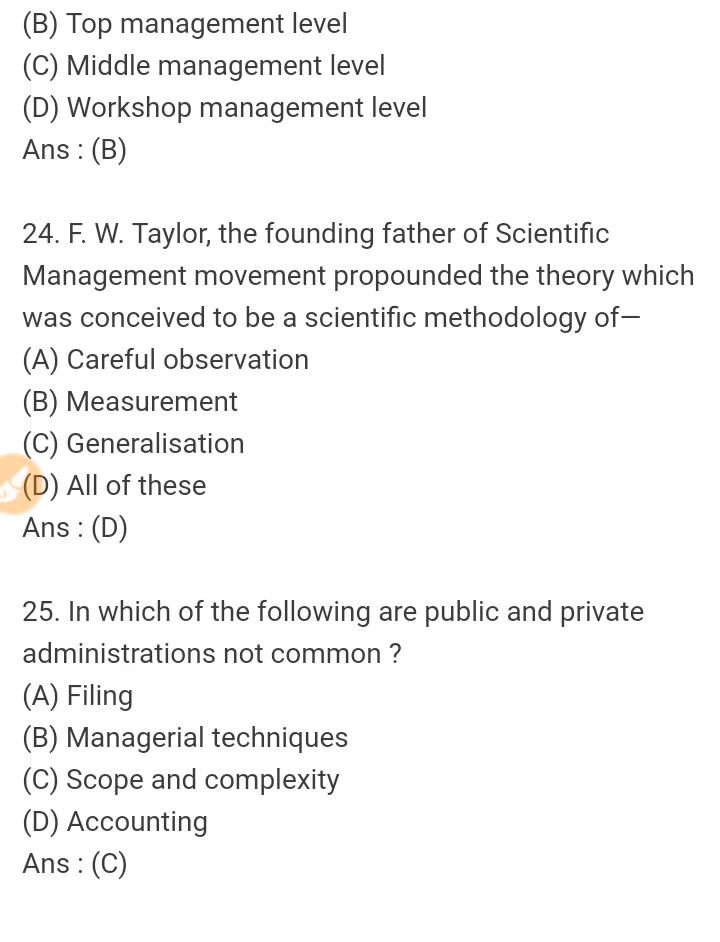 (B) Top management level
(C) Middle management level
(D) Workshop management level
Ans : (B)
24. F. W. Taylor, the founding father of Scientific
Management movement propounded the theory which
was conceived to be a scientific methodology of—
(A) Careful observation
(B) Measurement
(C) Generalisation
(D) All of these
Ans : (D)
25. In which of the following are public and private
administrations not common ?
(A) Filing
(B) Managerial techniques
(C) Scope and complexity
(D) Accounting
Ans : (C)